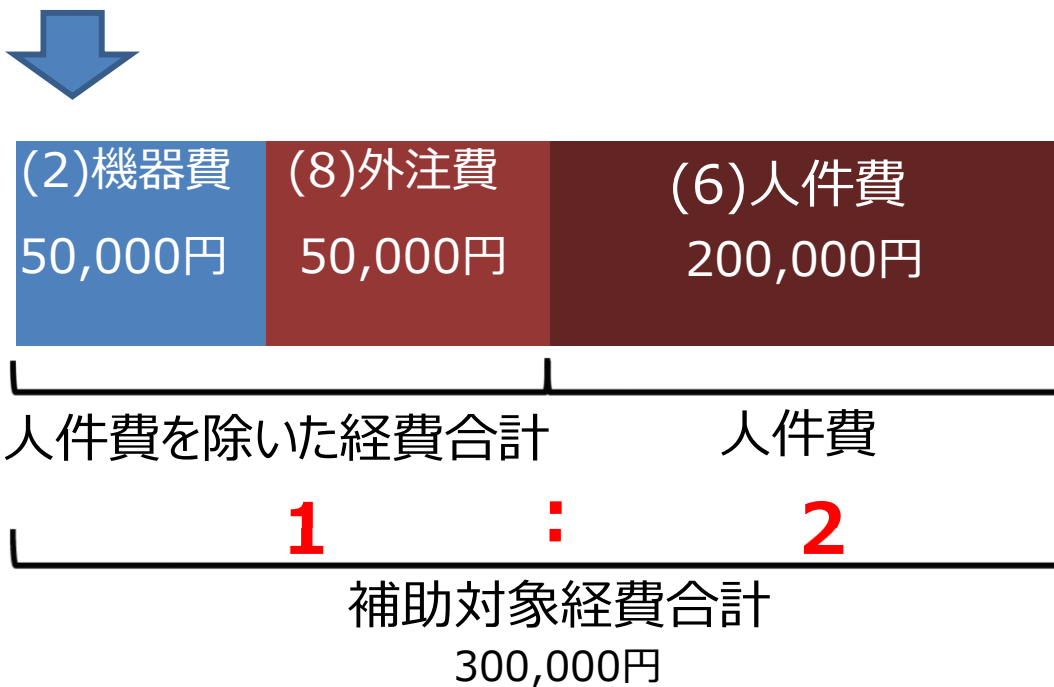 (2)機器費
50,000円
(8)外注費
50,000円
(6)人件費
200,000円
人件費を除いた経費合計
人件費
1 : 2
補助対象経費合計
300,000円